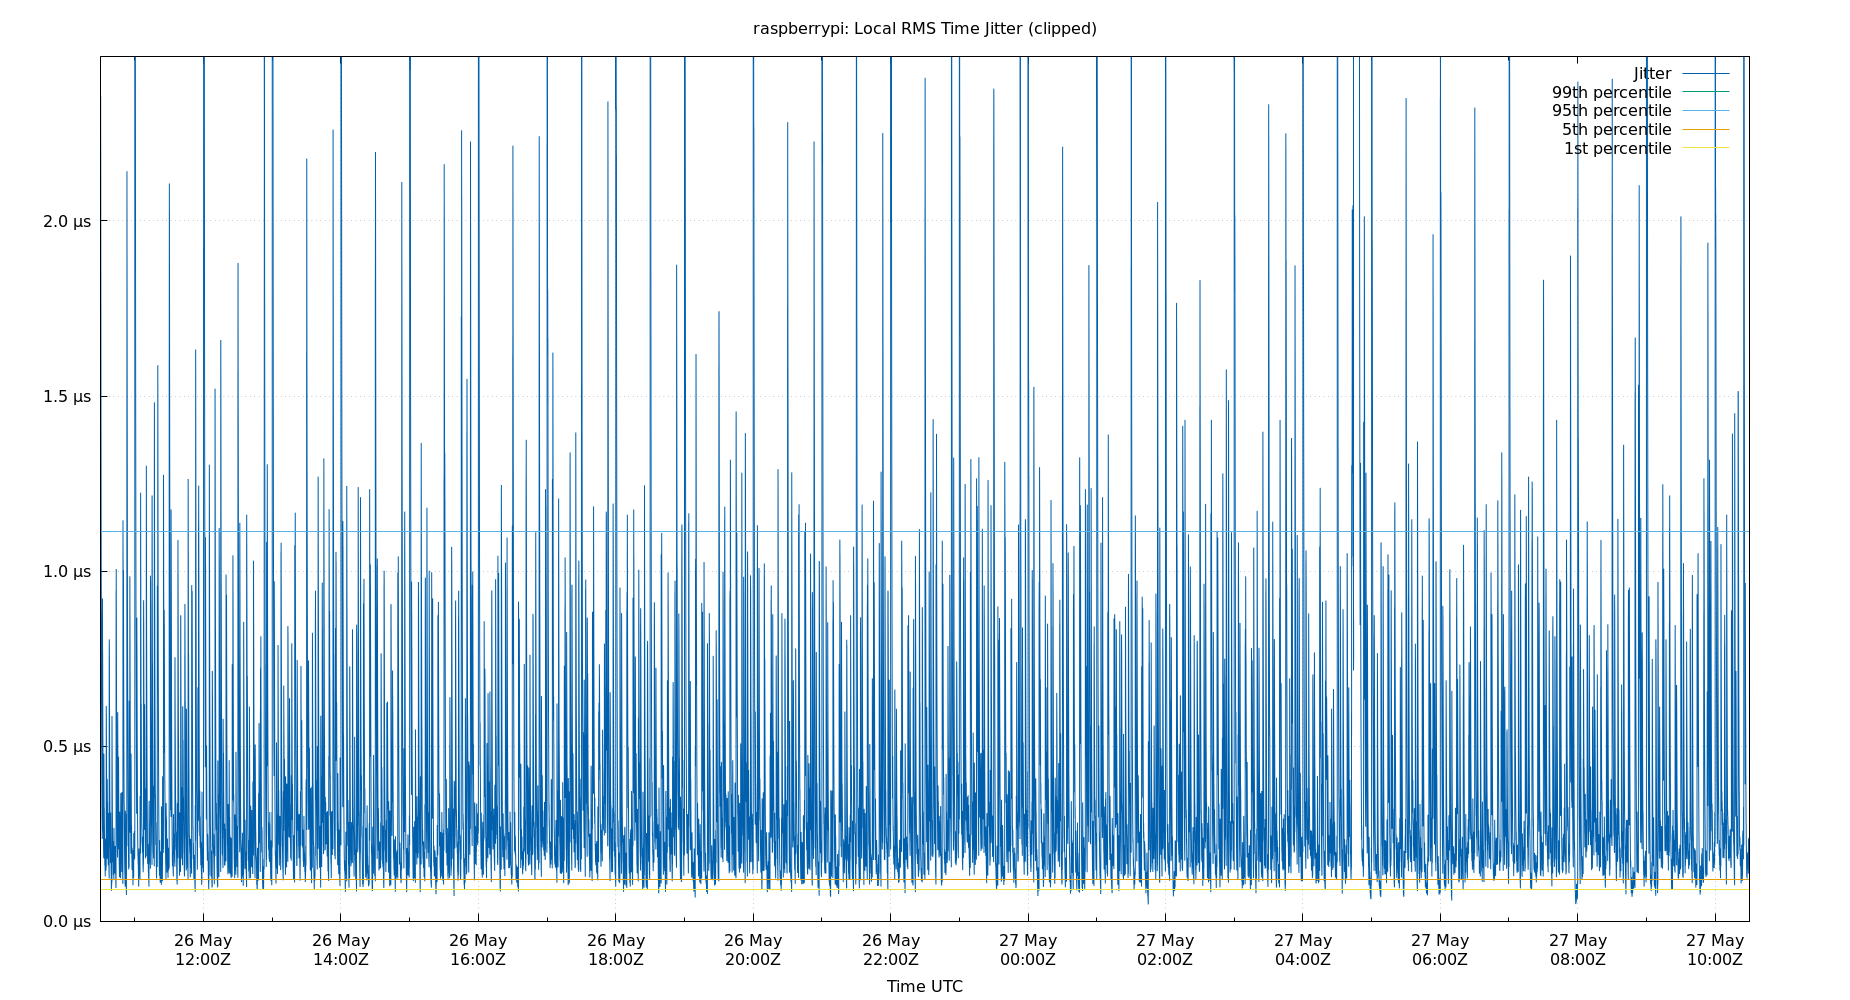 raspberrypi: Local RMS Time Jitter (clipped)
Jitter
99th percentile
95th percentile
5th percentile
1st percentile
2.0 µs
1.5 µs
1.0 µs
0.5 µs
0.0 µs
26 May 26 May 26 May 26 May 26 May 26 May 27 May 27 May 27 May 27 May 27 May 27 May
12:00Z 14:00Z 16:00Z 18:00Z 20:00Z 22:00Z 00:00Z 02:00Z 04:00Z 06:00Z 08:00Z 10:00Z
Time UTC